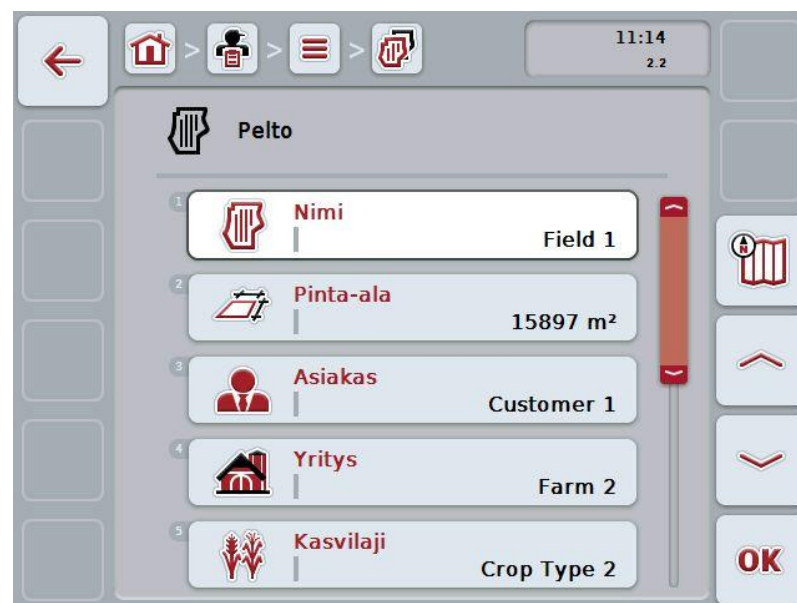 11:14
2.2
Pelto
1
Nimi
Field 1
2
Pinta-ala
15897 m²
3
Asiakas
Customer 1
4
Yritys
Farm 2
5
Kasvilaji
Crop Type 2
N
OK